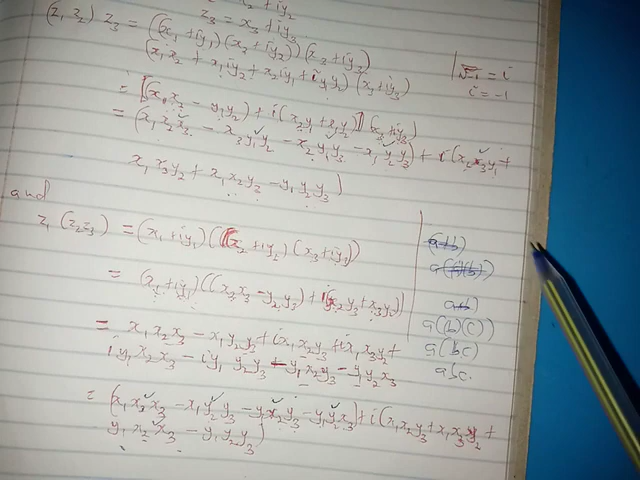 z₃ = x₃ + iy₃
(z₁ z₂) z₃ = ((x₁ + iy₁)(x₂ + iy₂))(x₃ + iy₃)
(x₁x₂ + x₁iy₂ + x₂iy₁ + i²y₁y₂)(x₃ + iy₃)
= [(x₁x₂ - y₁y₂) + i(x₂y₁ + x₁y₂)](x₃ + iy₃)
= (x₁x₂x₃ - x₃y₁y₂ - x₂y₁y₃ - x₁y₂y₃) + i(x₂x₃y₁ +
x₁x₃y₂ + x₁x₂y₃ - y₁y₂y₃)
and
z₁(z₂z₃) = (x₁ + iy₁)((x₂ + iy₂)(x₃ + iy₃))
= (x₁ + iy₁)((x₂x₃ - y₂y₃) + i(x₂y₃ + x₃y₂))
= x₁x₂x₃ - x₁y₂y₃ + ix₁x₂y₃ + ix₁x₃y₂ +
iy₁x₂x₃ - iy₁y₂y₃ - y₁x₂y₃ - y₁y₂x₃
= (x₁x₂x₃ - x₁y₂y₃ - y₁x₂y₃ - y₁y₂x₃) + i(x₁x₂y₃ + x₁x₃y₂ +
y₁x₂x₃ - y₁y₂y₃)
√-1 = i
i² = -1
a(b)(c))
a(bc)
abc